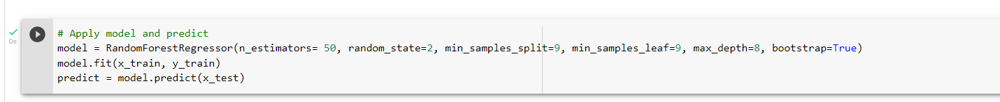 # Apply model and predict
model = RandomForestRegressor(n_estimators= 50, random_state=2, min_samples_split=9, min_samples_leaf=9, max_depth=8, bootstrap=True)
0s
model.fit(x_train, y_train)
predict = model.predict(x_test)